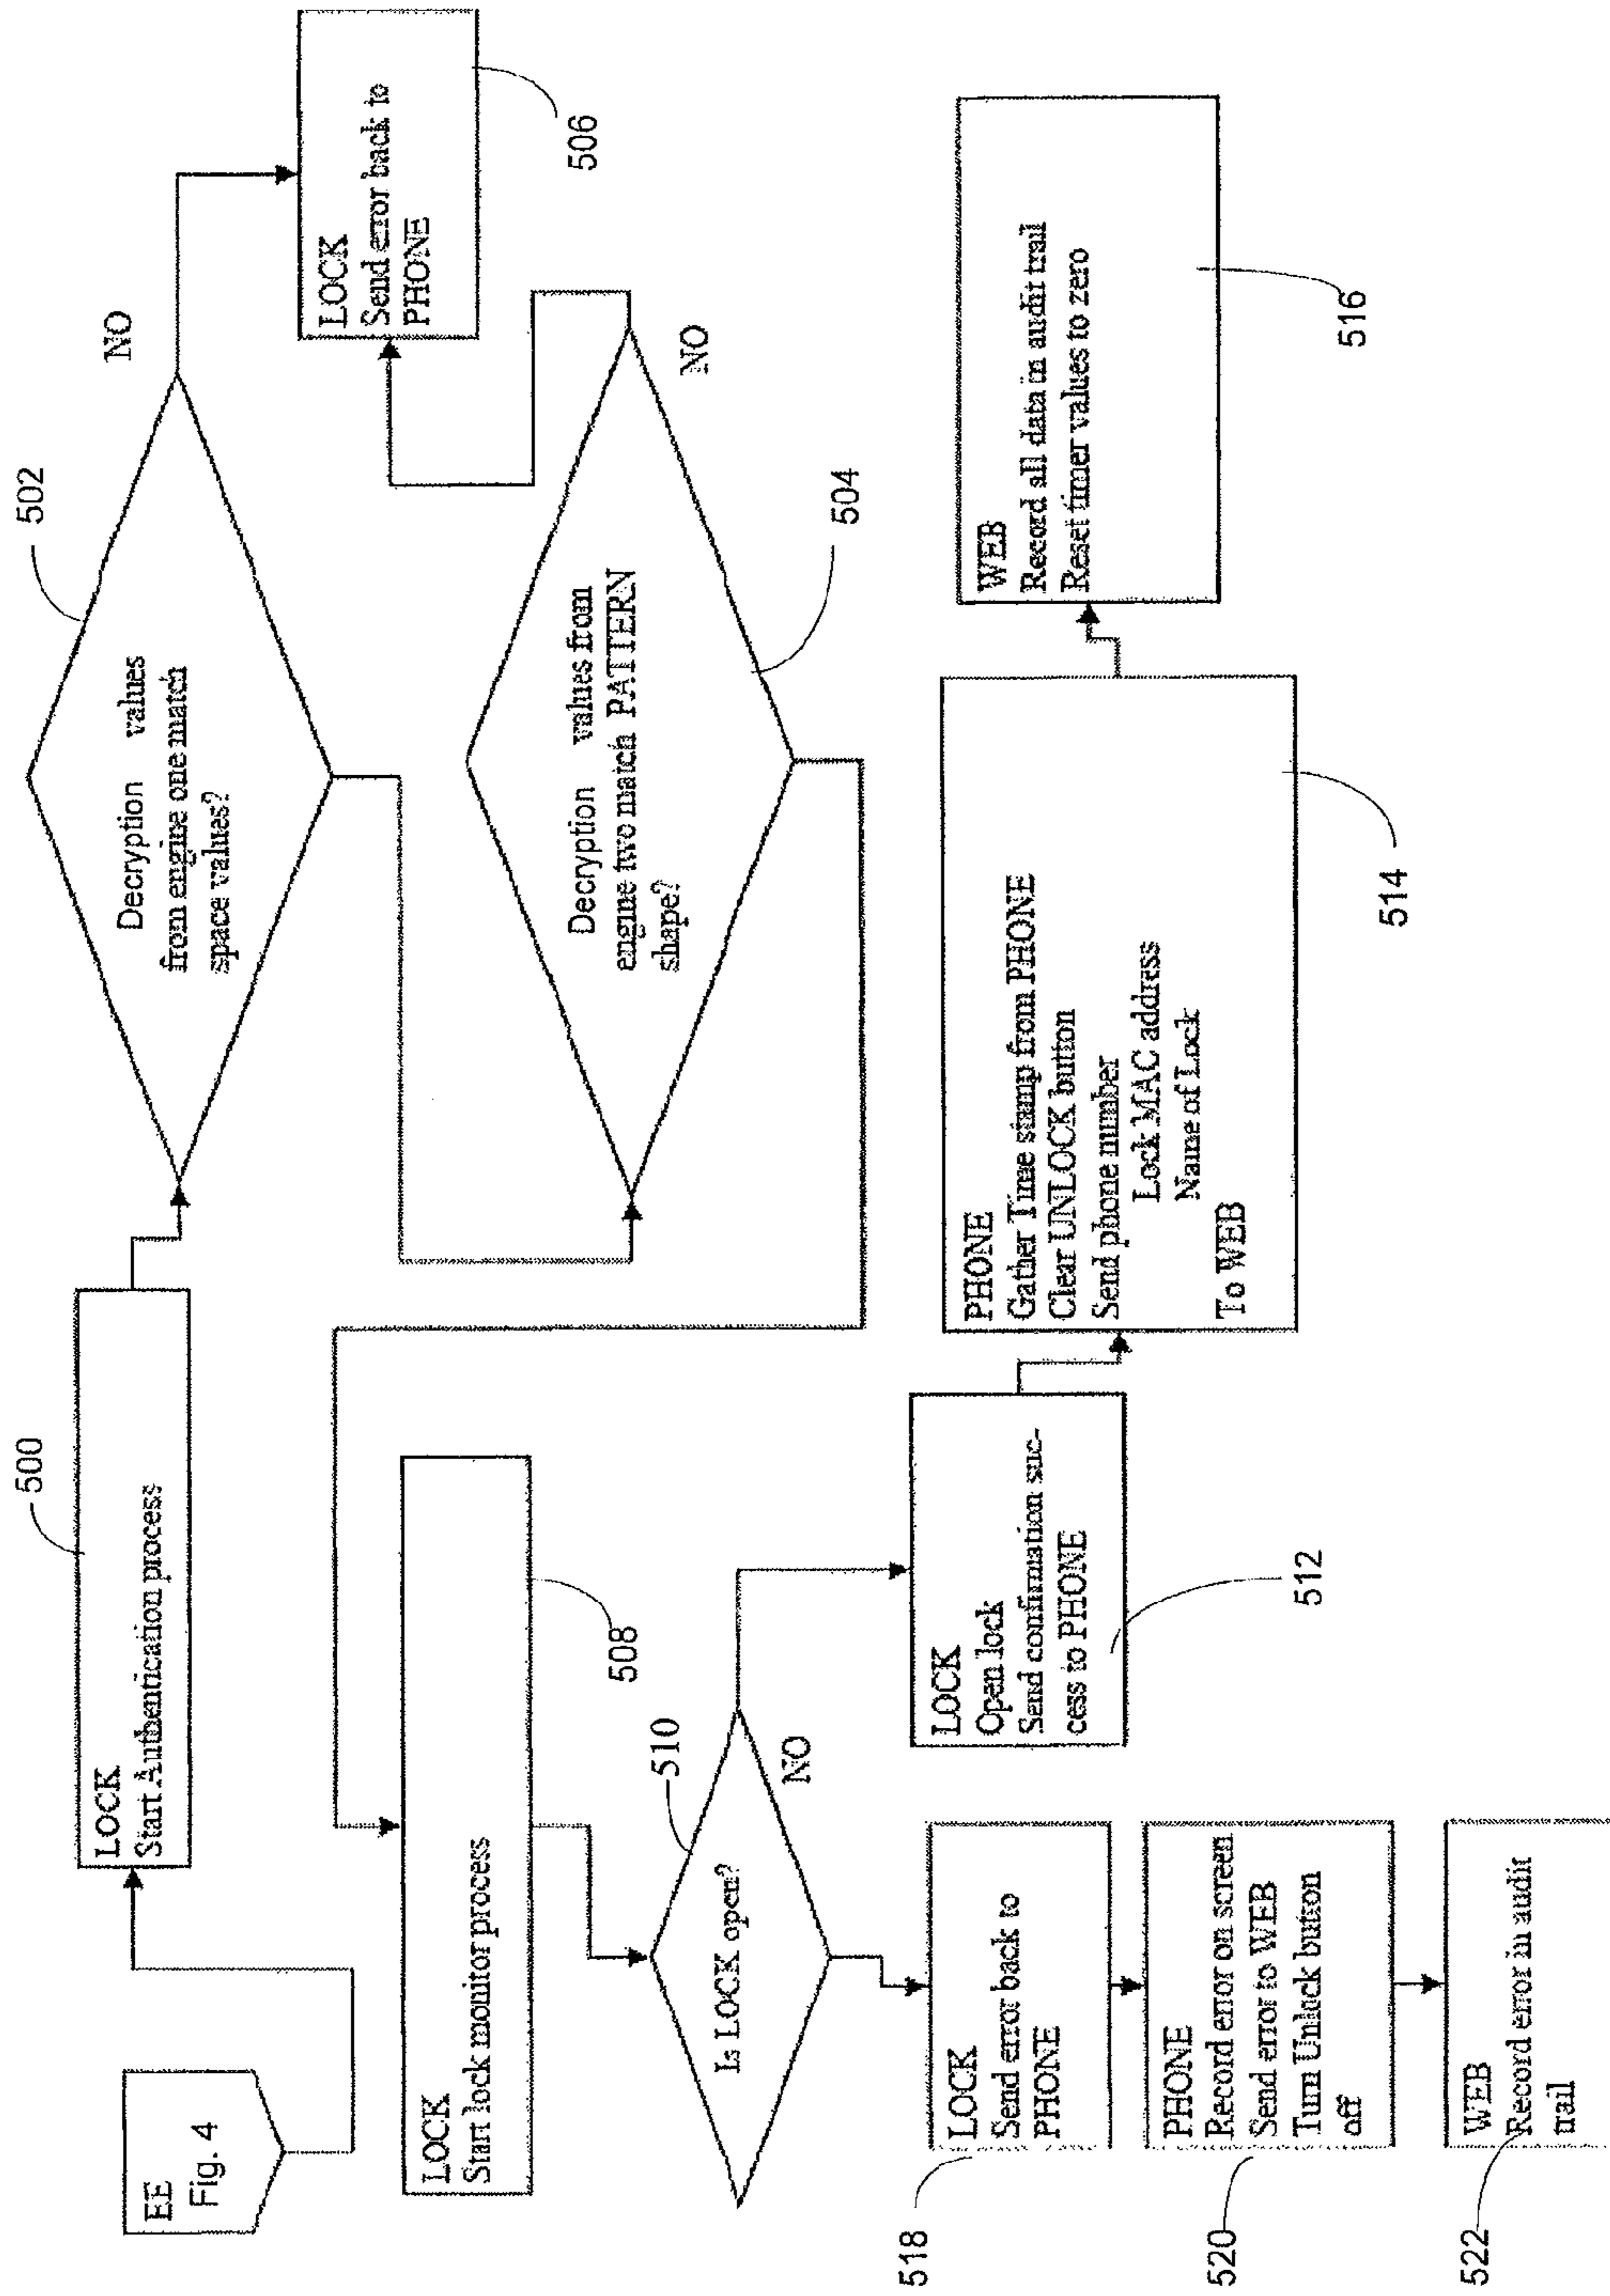 EE
Fig. 4
500
LOCK
Start Authentication process
502
Decryption values
from engine one match
space values?
NO
LOCK
Send error back to
PHONE
506
504
Decryption values from
engine two match PATTERN
shape?
NO
LOCK
Start lock monitor process
508
510
Is LOCK open?
NO
LOCK
Open lock
Send confirmation suc-
cess to PHONE
512
PHONE
Gather Time stamp from PHONE
Clear UNLOCK button
Send phone number
Lock MAC address
Name of Lock
To WEB
514
WEB
Record all data in audit trail
Reset timer values to zero
516
LOCK
Send error back to
PHONE
518
PHONE
Record error on screen
Send error to WEB
Turn Unlock button
off
520
WEB
Record error in audit
trail
522